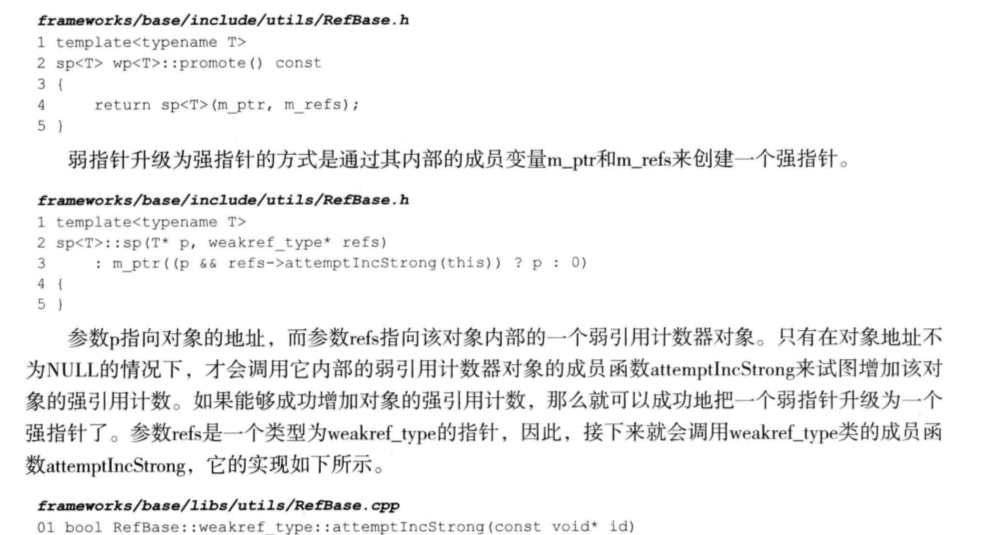 frameworks/base/include/utils/RefBase.h
1 template<typename T>
2 sp<T> wp<T>::promote() const
3 {
4     return sp<T>(m_ptr, m_refs);
5 }
弱指针升级为强指针的方式是通过其内部的成员变量m_ptr和m_refs来创建一个强指针。
frameworks/base/include/utils/RefBase.h
1 template<typename T>
2 sp<T>::sp(T* p, weakref_type* refs)
3     : m_ptr((p && refs->attemptIncStrong(this)) ? p : 0)
4 {
5 }
参数p指向对象的地址，而参数refs指向该对象内部的一个弱引用计数器对象。只有在对象地址不
为NULL的情况下，才会调用它内部的弱引用计数器对象的成员函数attemptIncStrong来试图增加该对
象的强引用计数。如果能够成功增加对象的强引用计数，那么就可以成功地把一个弱指针升级为一个
强指针了。参数refs是一个类型为weakref_type的指针，因此，接下来就会调用weakref_type类的成员函
数attemptIncStrong，它的实现如下所示。
frameworks/base/libs/utils/RefBase.cpp
01 bool RefBase::weakref_type::attemptIncStrong(const void* id)